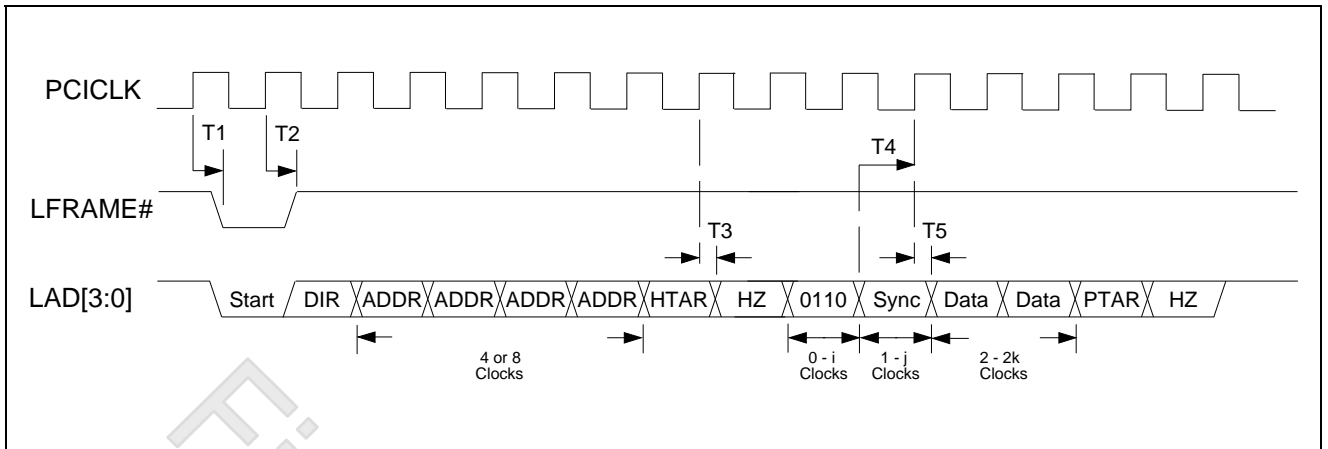 PCICLK
T1
T2
T4
LFRAME#
T3
T5
LAD[3:0]
Start
DIR
ADDR
ADDR
ADDR
ADDR
HTAR
HZ
0110
Sync
Data
Data
PTAR
HZ
4 or 8
Clocks
0 - i
Clocks
1 - j
Clocks
2 - 2k
Clocks